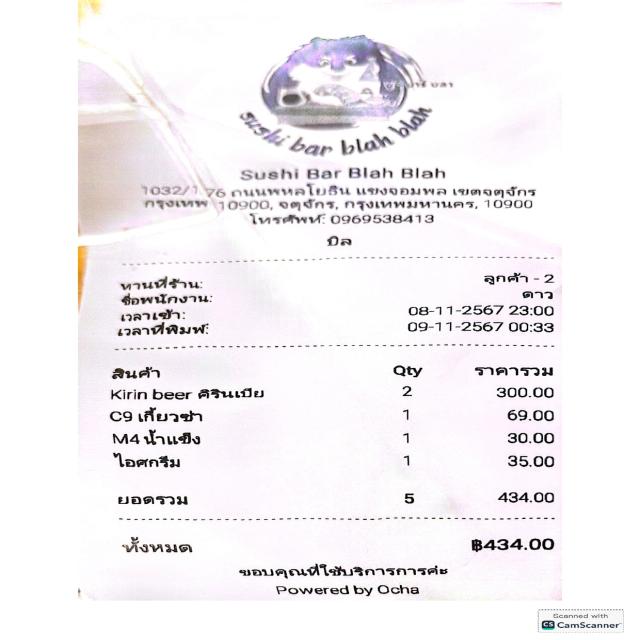 sushi bar blah blah
Sushi Bar Blah Blah
1032/176 ถนนพหลโยธิน แขงจอมพล เขตจตุจักร
กรุงเทพ 10900, จตุจักร, กรุงเทพมหานคร, 10900
โทรศัพท์: 0969538413
บิล
ทานที่ร้าน: ลูกค้า - 2
ชื่อพนักงาน: ดาว
เวลาเข้า: 08-11-2567 23:00
เวลาที่พิมพ์: 09-11-2567 00:33
สินค้า Qty ราคารวม
Kirin beer คิรินเบีย 2 300.00
C9 เกี้ยวซ่า 1 69.00
M4 น้ำแข็ง 1 30.00
ไอศกรีม 1 35.00
ยอดรวม 5 434.00
ทั้งหมด ฿434.00
ขอบคุณที่ใช้บริการการค่ะ
Powered by Ocha
Scanned with
CS CamScanner